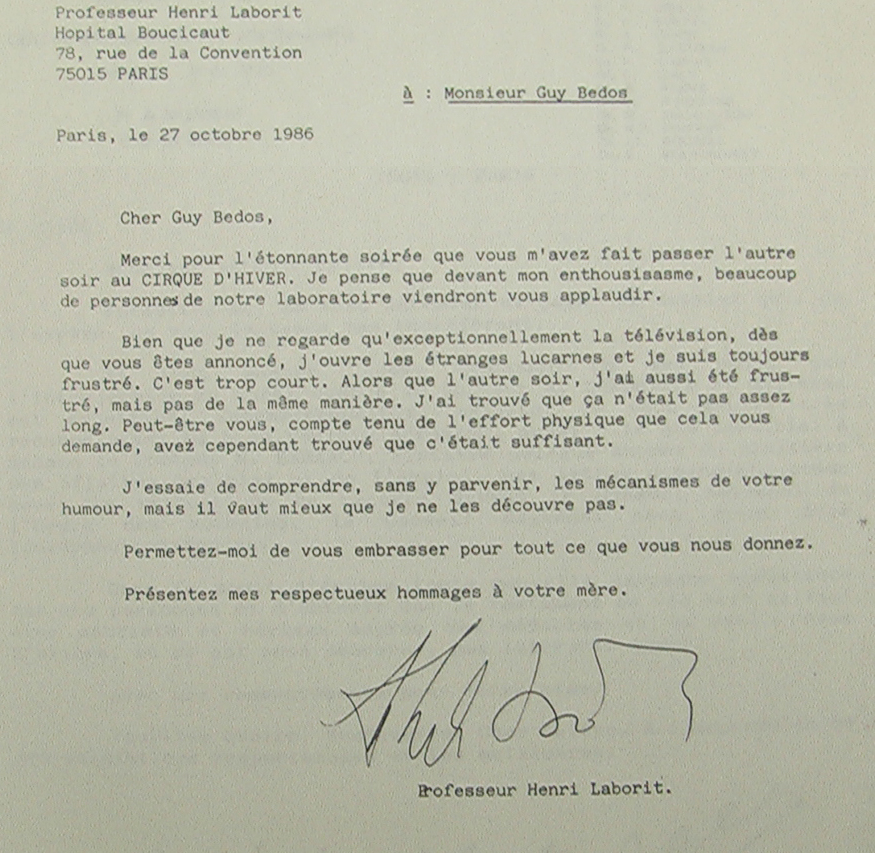 Professeur Henri Laborit
Hopital Boucicaut
78, rue de la Convention
75015 PARIS
à : Monsieur Guy Bedos
Paris, le 27 octobre 1986
Cher Guy Bedos,
Merci pour l'étonnante soirée que vous m'avez fait passer l'autre
soir au CIRQUE D'HIVER. Je pense que devant mon enthousisasme, beaucoup
de personnes de notre laboratoire viendront vous applaudir.
Bien que je ne regarde qu'exceptionnellement la télévision, dès
que vous êtes annoncé, j'ouvre les étranges lucarnes et je suis toujours
frustré. C'est trop court. Alors que l'autre soir, j'ai aussi été frus-
tré, mais pas de la même manière. J'ai trouvé que ça n'était pas assez
long. Peut-être vous, compte tenu de l'effort physique que cela vous
demande, avez cependant trouvé que c'était suffisant.
J'essaie de comprendre, sans y parvenir, les mécanismes de votre
humour, mais il vaut mieux que je ne les découvre pas.
Permettez-moi de vous embrasser pour tout ce que vous nous donnez.
Présentez mes respectueux hommages à votre mère.
Professeur Henri Laborit.